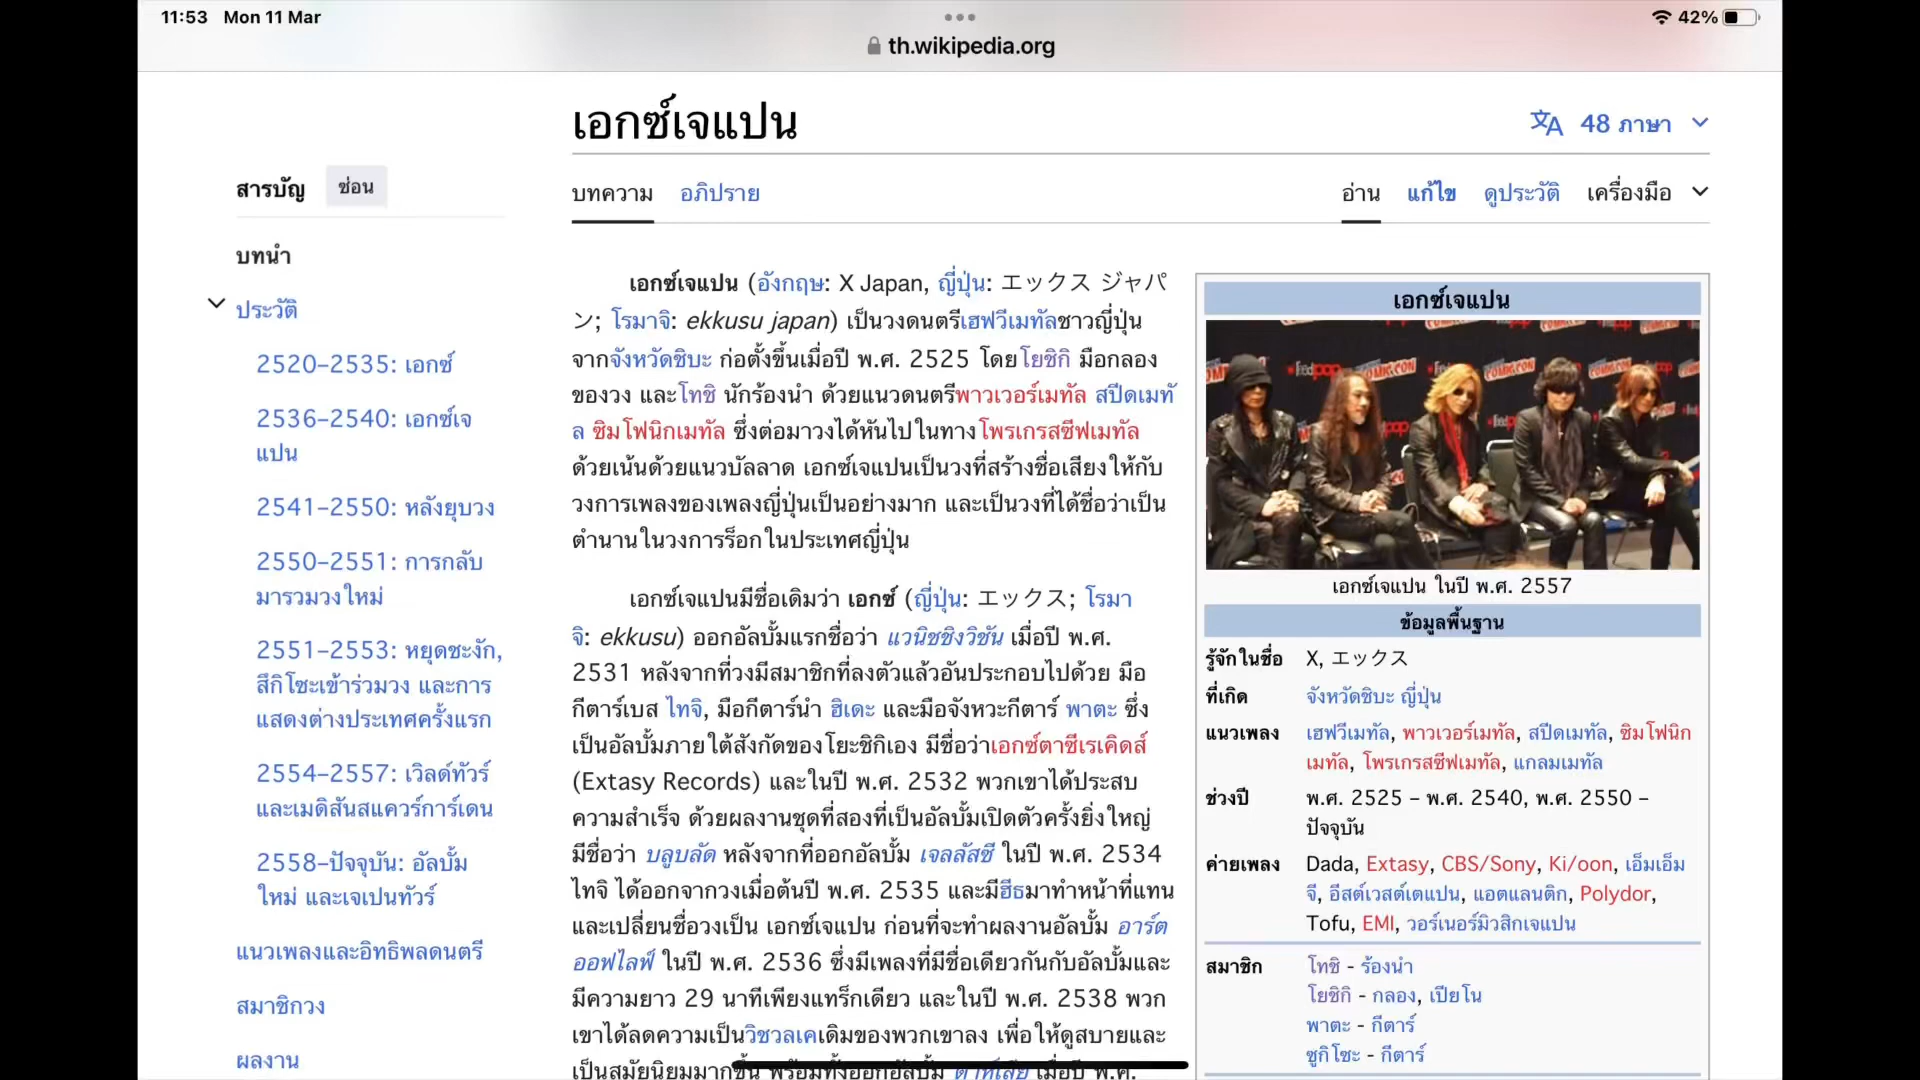 11:53 Mon 11 Mar
42%
th.wikipedia.org
เอกซ์เจแปน
48 ภาษา
สารบัญ ซ่อน
บทนำ
ประวัติ
2520–2535: เอกซ์
2536–2540: เอกซ์เจ
แปน
2541–2550: หลังยุบวง
2550–2551: การกลับ
มารวมวงใหม่
2551–2553: หยุดชะงัก,
สึกิโซะเข้าร่วมวง และการ
แสดงต่างประเทศครั้งแรก
2554–2557: เวิลด์ทัวร์
และเมดิสันสแควร์การ์เดน
2558–ปัจจุบัน: อัลบั้ม
ใหม่ และเจเปนทัวร์
แนวเพลงและอิทธิพลดนตรี
สมาชิกวง
ผลงาน
บทความ อภิปราย
อ่าน แก้ไข ดูประวัติ เครื่องมือ
เอกซ์เจแปน (อังกฤษ: X Japan, ญี่ปุ่น: エックス ジャパ
ン; โรมาจิ: ekkusu japan) เป็นวงดนตรีเฮฟวีเมทัลชาวญี่ปุ่น
จากจังหวัดชิบะ ก่อตั้งขึ้นเมื่อปี พ.ศ. 2525 โดยโยชิกิ มือกลอง
ของวง และโทชิ นักร้องนำ ด้วยแนวดนตรีพาวเวอร์เมทัล สปีดเมทั
ล ซิมโฟนิกเมทัล ซึ่งต่อมาวงได้หันไปในทางโพรเกรสซีฟเมทัล
ด้วยเน้นด้วยแนวบัลลาด เอกซ์เจแปนเป็นวงที่สร้างชื่อเสียงให้กับ
วงการเพลงของเพลงญี่ปุ่นเป็นอย่างมาก และเป็นวงที่ได้ชื่อว่าเป็น
ตำนานในวงการร็อกในประเทศญี่ปุ่น
เอกซ์เจแปนมีชื่อเดิมว่า เอกซ์ (ญี่ปุ่น: エックス; โรมา
จิ: ekkusu) ออกอัลบั้มแรกชื่อว่า แวนิชชิงวิชัน เมื่อปี พ.ศ.
2531 หลังจากที่วงมีสมาชิกที่ลงตัวแล้วอันประกอบไปด้วย มือ
กีตาร์เบส ไทจิ, มือกีตาร์นำ ฮิเดะ และมือจังหวะกีตาร์ พาตะ ซึ่ง
เป็นอัลบั้มภายใต้สังกัดของโยะชิกิเอง มีชื่อว่าเอกซ์ตาซีเรเคิดส์
(Extasy Records) และในปี พ.ศ. 2532 พวกเขาได้ประสบ
ความสำเร็จ ด้วยผลงานชุดที่สองที่เป็นอัลบั้มเปิดตัวครั้งยิ่งใหญ่
มีชื่อว่า บลูบลัด หลังจากที่ออกอัลบั้ม เจลลัสซี ในปี พ.ศ. 2534
ไทจิ ได้ออกจากวงเมื่อต้นปี พ.ศ. 2535 และมีฮีธมาทำหน้าที่แทน
และเปลี่ยนชื่อวงเป็น เอกซ์เจแปน ก่อนที่จะทำผลงานอัลบั้ม อาร์ต
ออฟไลฟ์ ในปี พ.ศ. 2536 ซึ่งมีเพลงที่มีชื่อเดียวกันกับอัลบั้มและ
มีความยาว 29 นาทีเพียงแทร็กเดียว และในปี พ.ศ. 2538 พวก
เขาได้ลดความเป็นวิชวลเคเดิมของพวกเขาลง เพื่อให้ดูสบายและ
เป็นสมัยนิยมมากขึ้น พร้อมทั้งออกอัลบั้ม ดาห์เลีย เมื่อปี พ.ศ.
เอกซ์เจแปน
เอกซ์เจแปน ในปี พ.ศ. 2557
ข้อมูลพื้นฐาน
รู้จักในชื่อ X, エックス
ที่เกิด จังหวัดชิบะ ญี่ปุ่น
แนวเพลง เฮฟวีเมทัล, พาวเวอร์เมทัล, สปีดเมทัล, ซิมโฟนิก
เมทัล, โพรเกรสซีฟเมทัล, แกลมเมทัล
ช่วงปี พ.ศ. 2525 – พ.ศ. 2540, พ.ศ. 2550 –
ปัจจุบัน
ค่ายเพลง Dada, Extasy, CBS/Sony, Ki/oon, เอ็มเอ็ม
จี, อีสต์เวสต์เตแปน, แอตแลนติก, Polydor,
Tofu, EMI, วอร์เนอร์มิวสิกเจแปน
สมาชิก โทชิ - ร้องนำ
โยชิกิ - กลอง, เปียโน
พาตะ - กีตาร์
ซูกิโซะ - กีตาร์